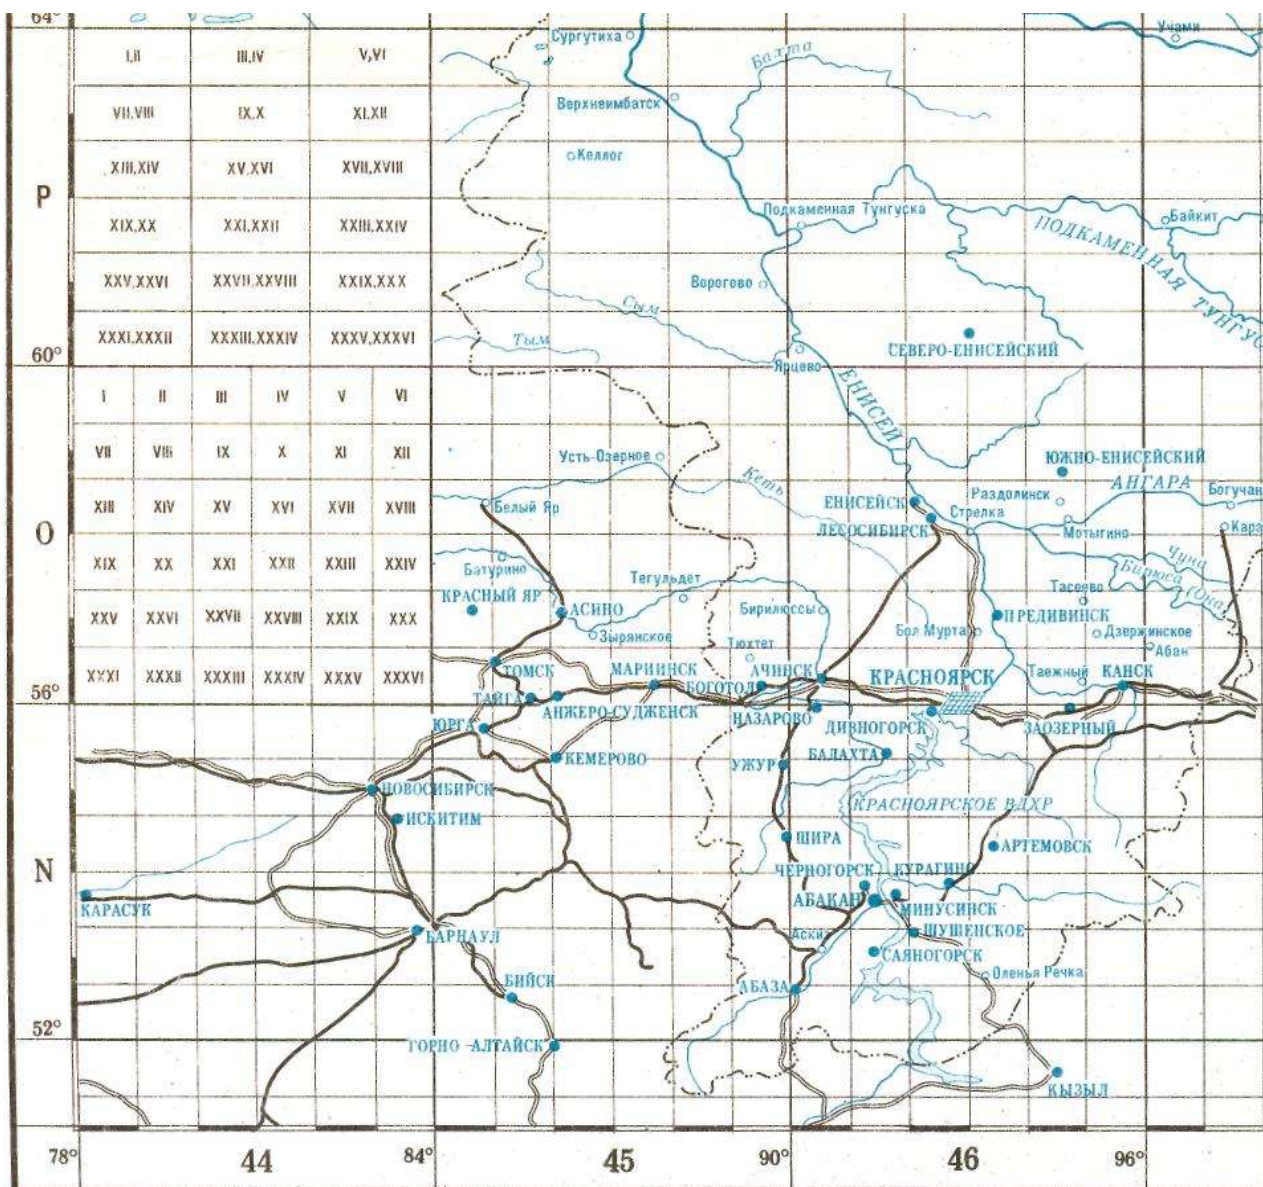 64°
Сургутиха
Учами
I,II
III,IV
V,VI
Бахта
Верхнеимбатск
VII,VIII
IX,X
XI,XII
Келлог
XIII,XIV
XV,XVI
XVII,XVIII
P
Подкаменная Тунгуска
Байкит
XIX,XX
XXI,XXII
XXIII,XXIV
ПОДКАМЕННАЯ ТУНГУС
XXV,XXVI
XXVII,XXVIII
XXIX,XXX
Ворогово
Сым
XXXI,XXXII
XXXIII,XXXIV
XXXV,XXXVI
Тым
СЕВЕРО-ЕНИСЕЙСКИЙ
60°
Ярцево
ЕНИСЕЙ
I
II
III
IV
V
VI
VII
VIII
IX
X
XI
XII
Усть-Озерное
ЮЖНО-ЕНИСЕЙСКИЙ
Кеть
АНГАРА
Богучан
XIII
XIV
XV
XVI
XVII
XVIII
Белый Яр
ЕНИСЕЙСК
Раздолинск
Стрелка
О
ЛЕСОСИБИРСК
Мотыгино
Кара
XIX
XX
XXI
XXII
XXIII
XXIV
Батурино
Чуна
Бирюса (Она
Тегульдет
Тасеево
КРАСНЫЙ ЯР
XXV
XXVI
XXVII
XXVIII
XXIX
XXX
АСИНО
Бирилюссы
ПРЕДИВИНСК
Зырянское
Бол Мурта
Дзержинское
Тюхтет
Абан
XXXI
XXXII
XXXIII
XXXIV
XXXV
XXXVI
ТОМСК
МАРИИНСК
АЧИНСК
КРАСНОЯРСК
Таежный
КАНСК
БОГОТОЛ
56°
ТАЙГА
АНЖЕРО-СУДЖЕНСК
НАЗАРОВО
ДИВНОГОРСК
ЗАОЗЕРНЫЙ
ЮРГА
КЕМЕРОВО
УЖУР
БАЛАХТА
НОВОСИБИРСК
КРАСНОЯРСКОЕ ВДХР
ИСКИТИМ
ШИРА
АРТЕМОВСК
N
ЧЕРНОГОРСК
КУРАГИНО
АБАКАН
КАРАСУК
МИНУСИНСК
БАРНАУЛ
Аскиз
ШУШЕНСКОЕ
САЯНОГОРСК
БИЙСК
АБАЗА
Оленья Речка
52°
ГОРНО-АЛТАЙСК
КЫЗЫЛ
78°
44
84°
45
90°
46
96°